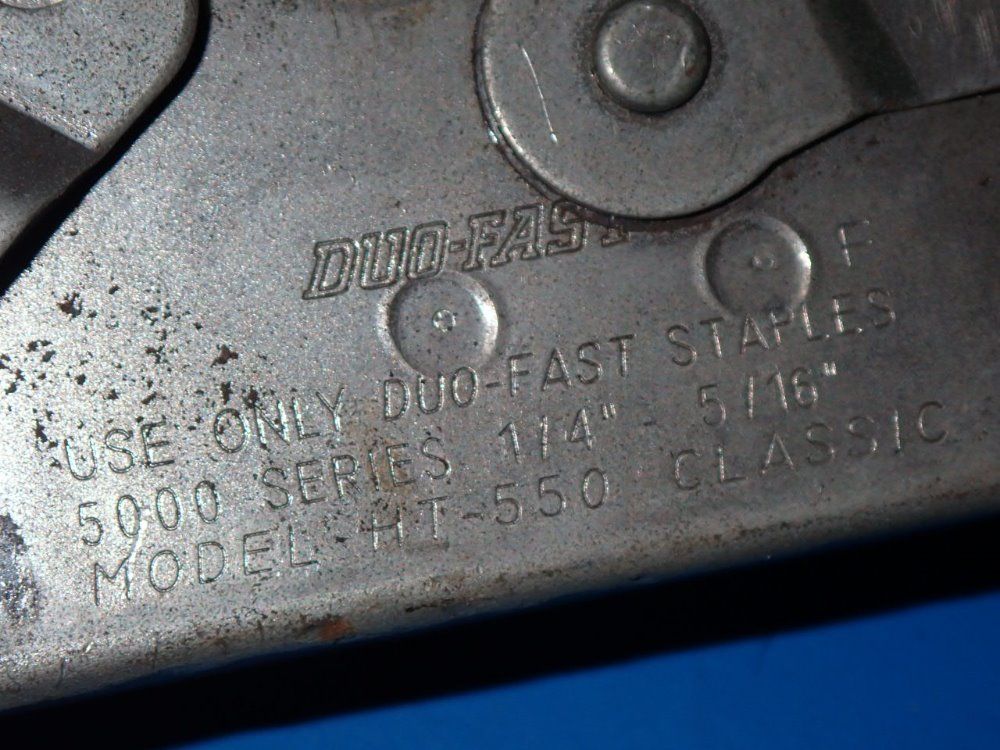 DUO-FAST
F
USE ONLY DUO-FAST STAPLES
5000 SERIES 1/4" - 5/16"
MODEL HT-550 CLASSIC